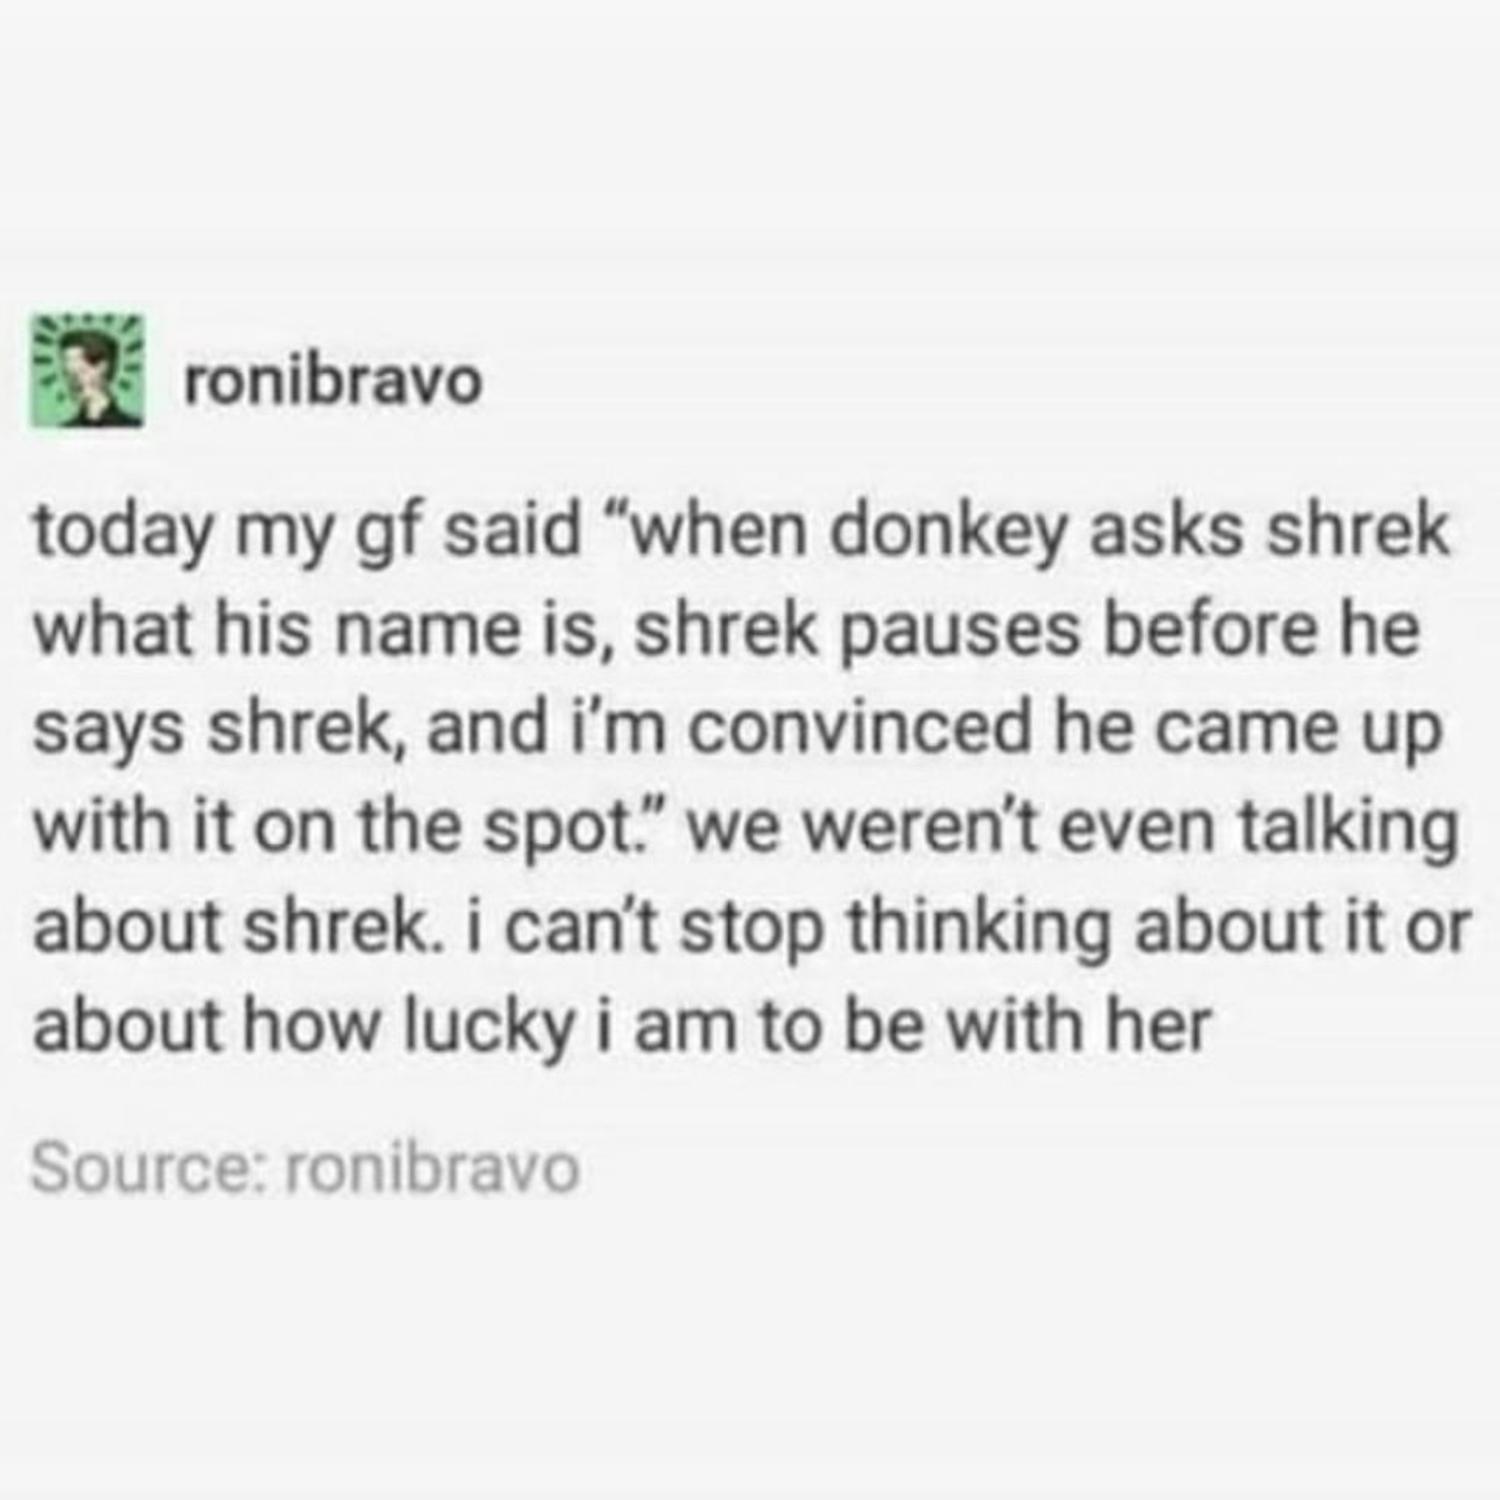 ronibravo
today my gf said “when donkey asks shrek
what his name is, shrek pauses before he
says shrek, and i’m convinced he came up
with it on the spot.” we weren’t even talking
about shrek. i can’t stop thinking about it or
about how lucky i am to be with her
Source: ronibravo